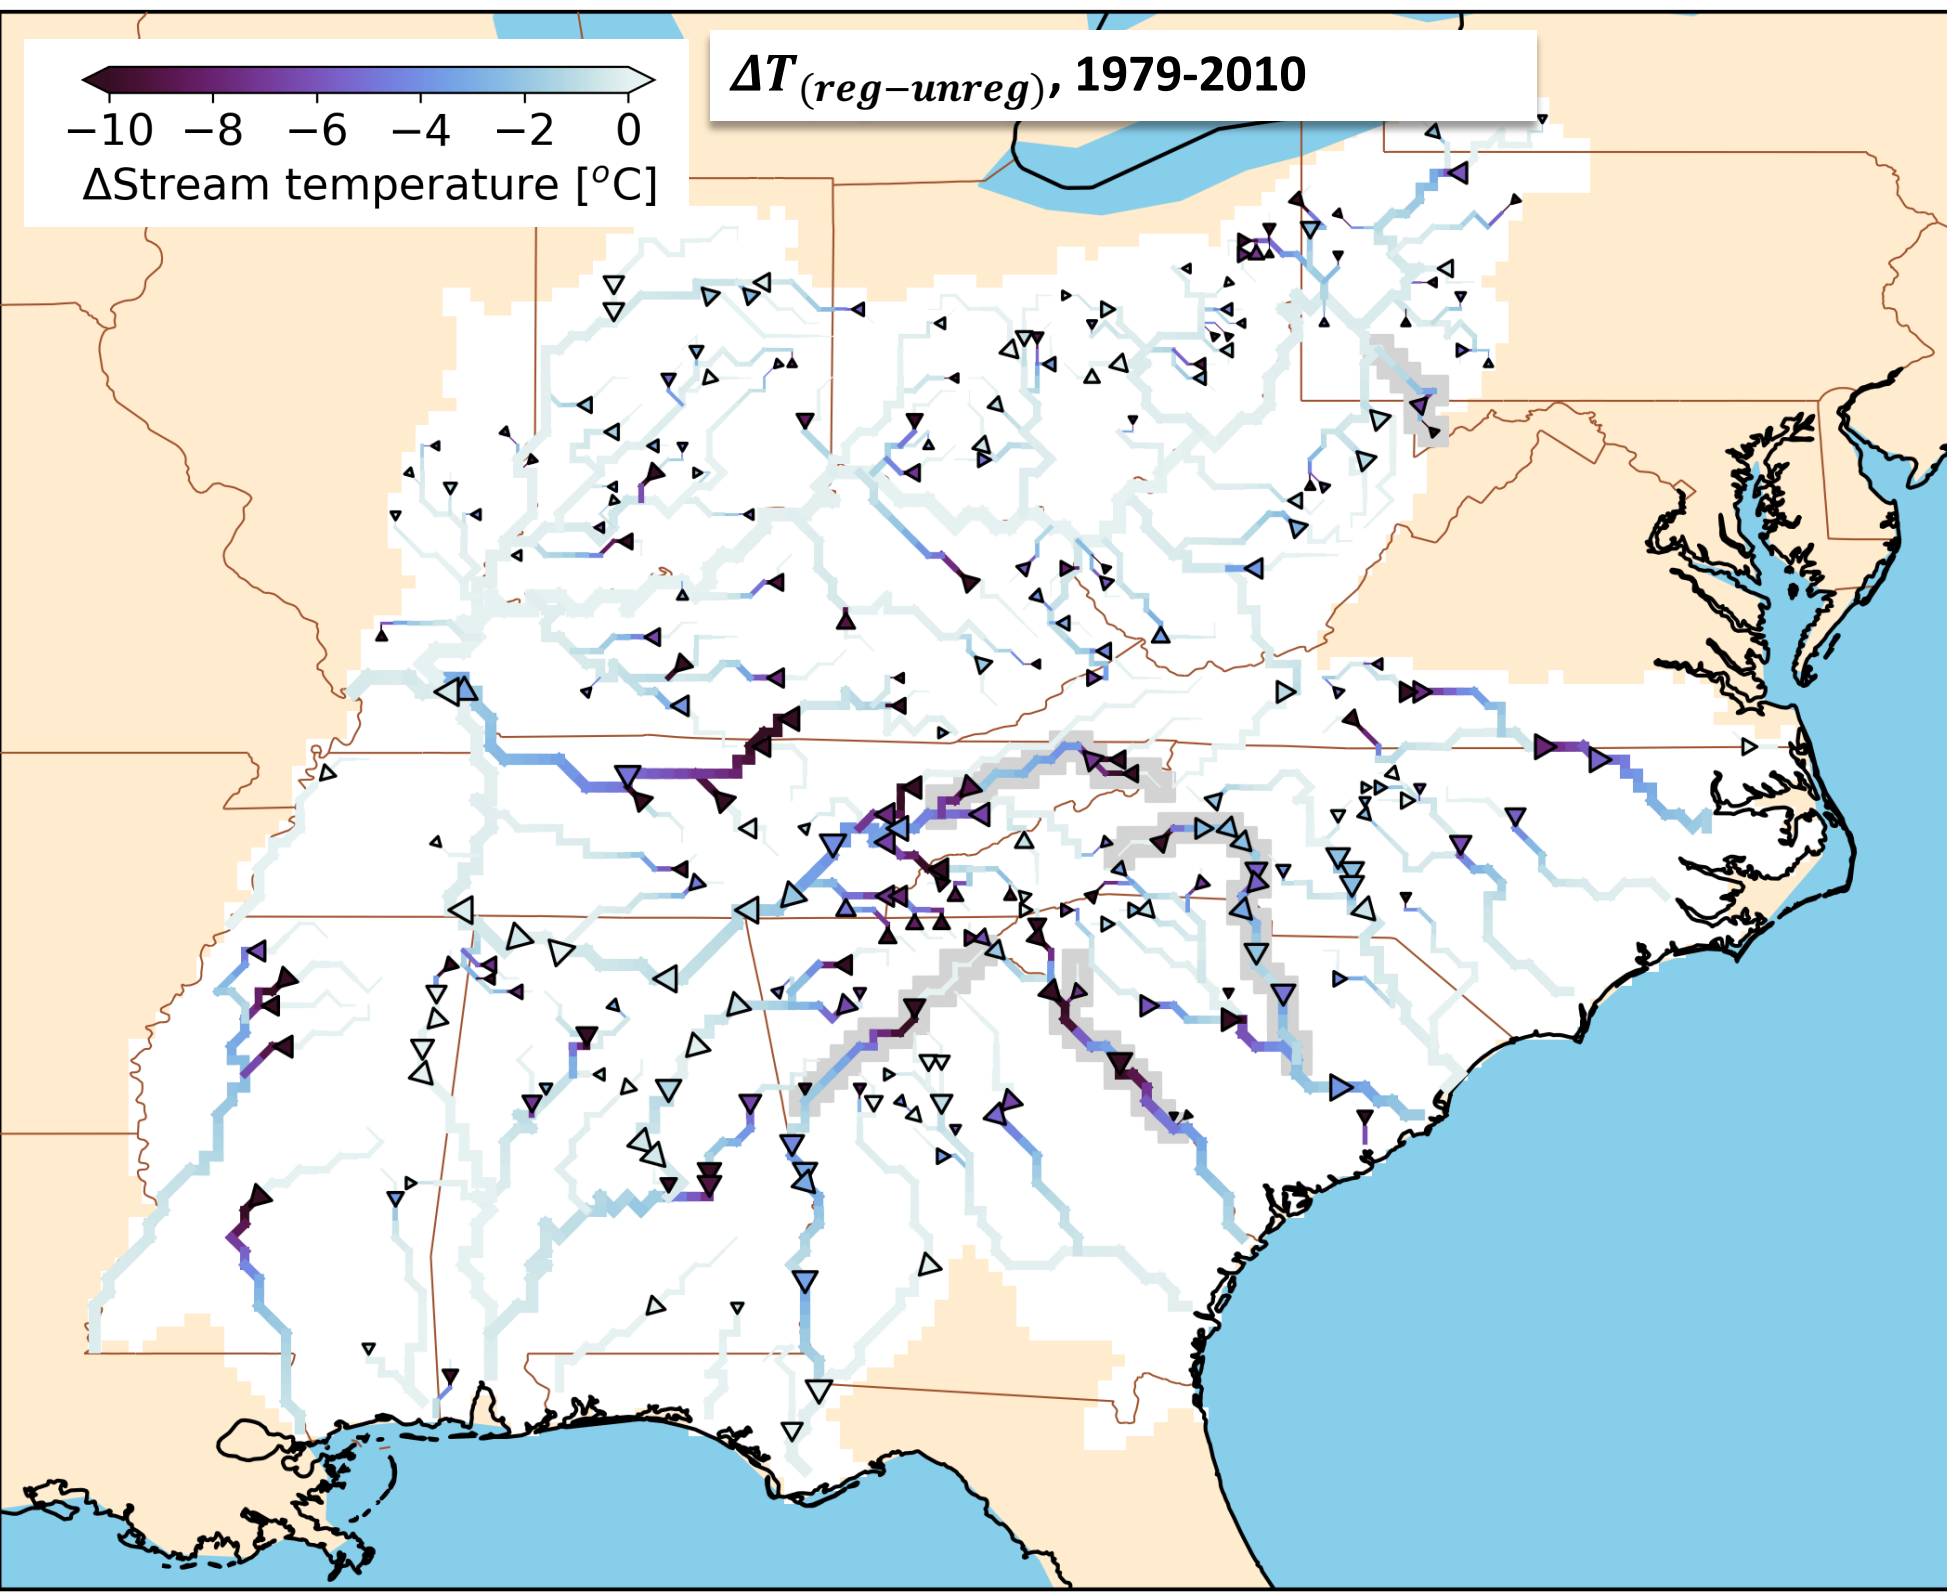 ΔT(reg−unreg), 1979-2010
−10 −8 −6 −4 −2 0
ΔStream temperature [°C]